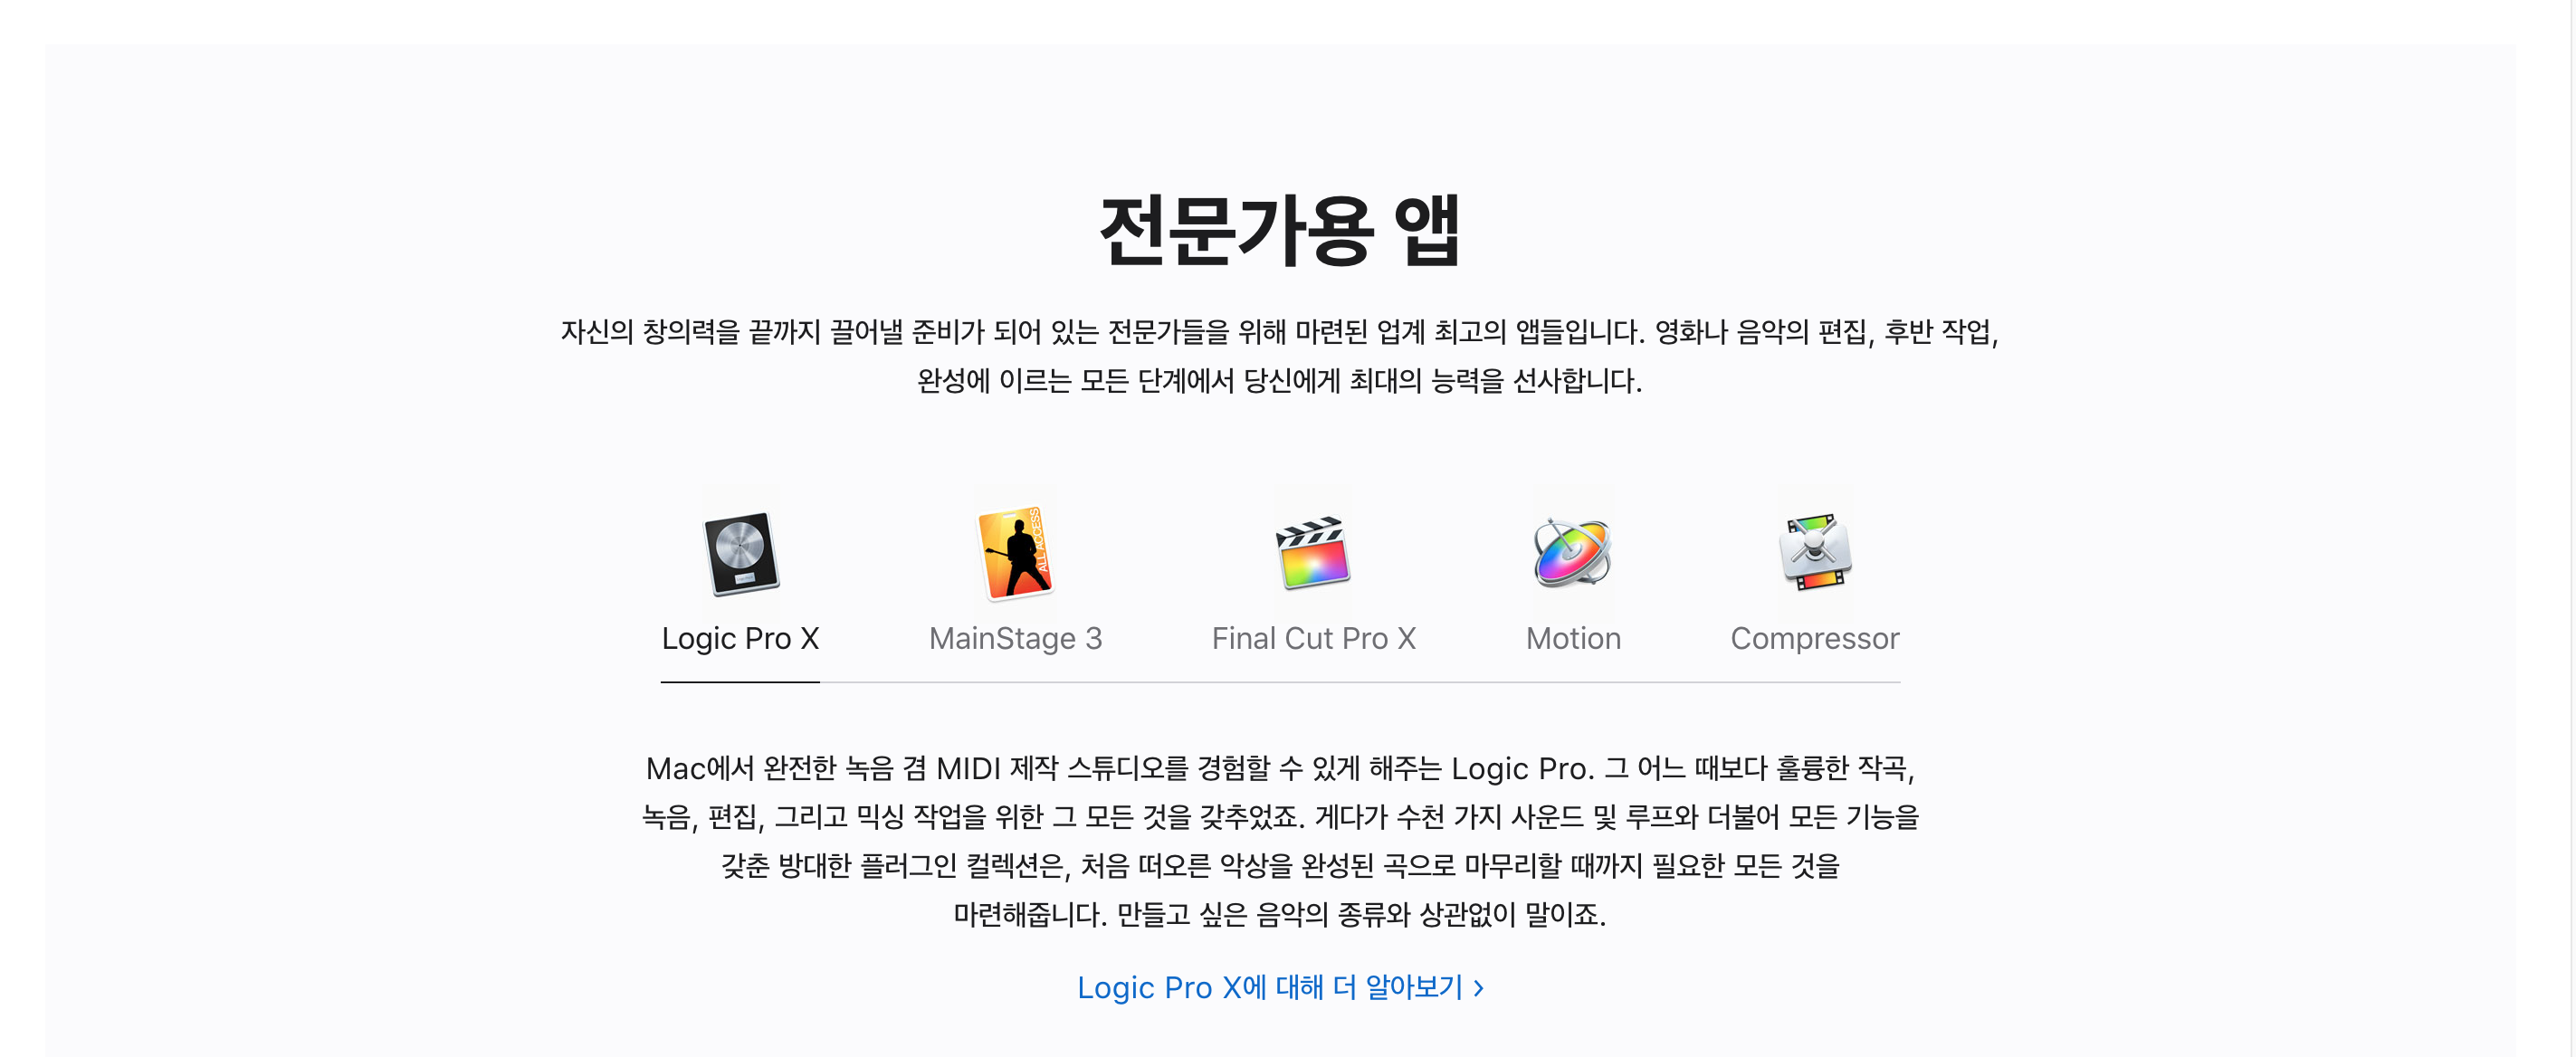 전문가용 앱
자신의 창의력을 끝까지 끌어낼 준비가 되어 있는 전문가들을 위해 마련된 업계 최고의 앱들입니다. 영화나 음악의 편집, 후반 작업,
완성에 이르는 모든 단계에서 당신에게 최대의 능력을 선사합니다.
ALL ACCESS
Logic Pro X
MainStage 3
Final Cut Pro X
Motion
Compressor
Mac에서 완전한 녹음 겸 MIDI 제작 스튜디오를 경험할 수 있게 해주는 Logic Pro. 그 어느 때보다 훌륭한 작곡,
녹음, 편집, 그리고 믹싱 작업을 위한 그 모든 것을 갖추었죠. 게다가 수천 가지 사운드 및 루프와 더불어 모든 기능을
갖춘 방대한 플러그인 컬렉션은, 처음 떠오른 악상을 완성된 곡으로 마무리할 때까지 필요한 모든 것을
마련해줍니다. 만들고 싶은 음악의 종류와 상관없이 말이죠.
Logic Pro X에 대해 더 알아보기 >